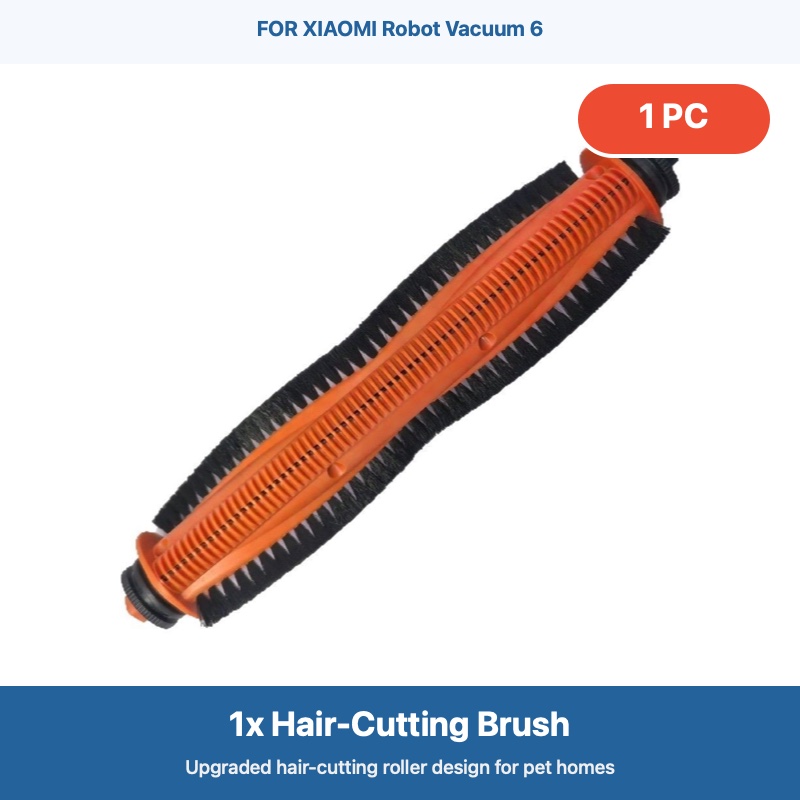 FOR XIAOMI Robot Vacuum 6
1 PC
1x Hair-Cutting Brush
Upgraded hair-cutting roller design for pet homes